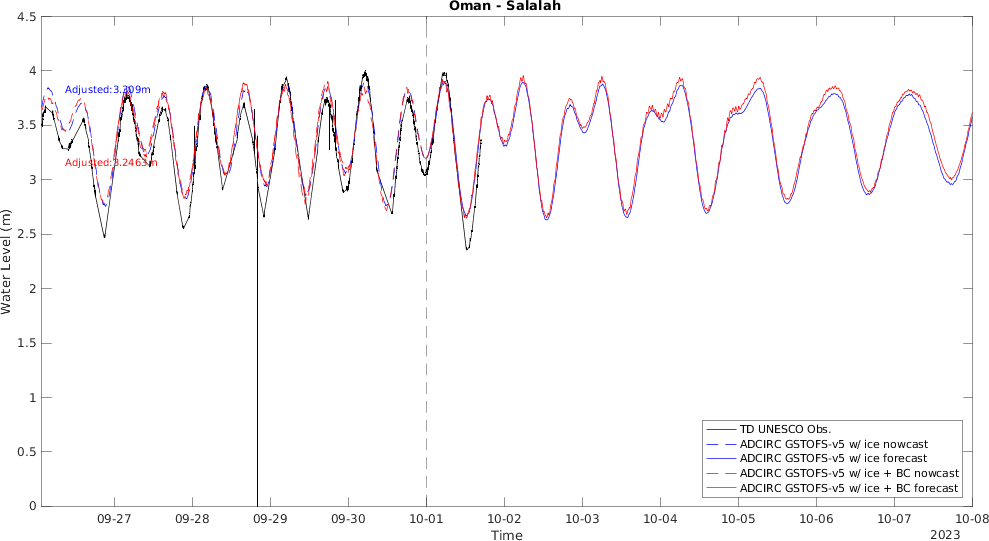 Oman - Salalah
4.5
4
3.5
3
2.5
2
1.5
1
0.5
0
Water Level (m)
Adjusted:3.309m
Adjusted:3.2463m
TD UNESCO Obs.
ADCIRC GSTOFS-v5 w/ ice nowcast
ADCIRC GSTOFS-v5 w/ ice forecast
ADCIRC GSTOFS-v5 w/ ice + BC nowcast
ADCIRC GSTOFS-v5 w/ ice + BC forecast
09-27 09-28 09-29 09-30 10-01 10-02 10-03 10-04 10-05 10-06 10-07 10-08
Time
2023